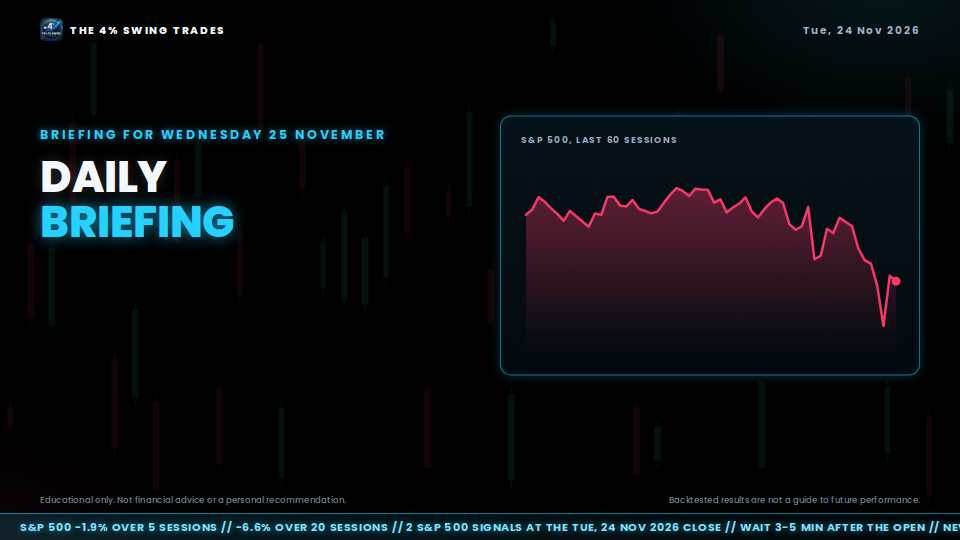 THE 4% SWING TRADES
Tue, 24 Nov 2026
BRIEFING FOR WEDNESDAY 25 NOVEMBER
DAILY
BRIEFING
S&P 500, LAST 60 SESSIONS
Educational only. Not financial advice or a personal recommendation.
Backtested results are not a guide to future performance.
S&P 500 -1.9% OVER 5 SESSIONS // -6.6% OVER 20 SESSIONS // 2 S&P 500 SIGNALS AT THE TUE, 24 NOV 2026 CLOSE // WAIT 3-5 MIN AFTER THE OPEN //